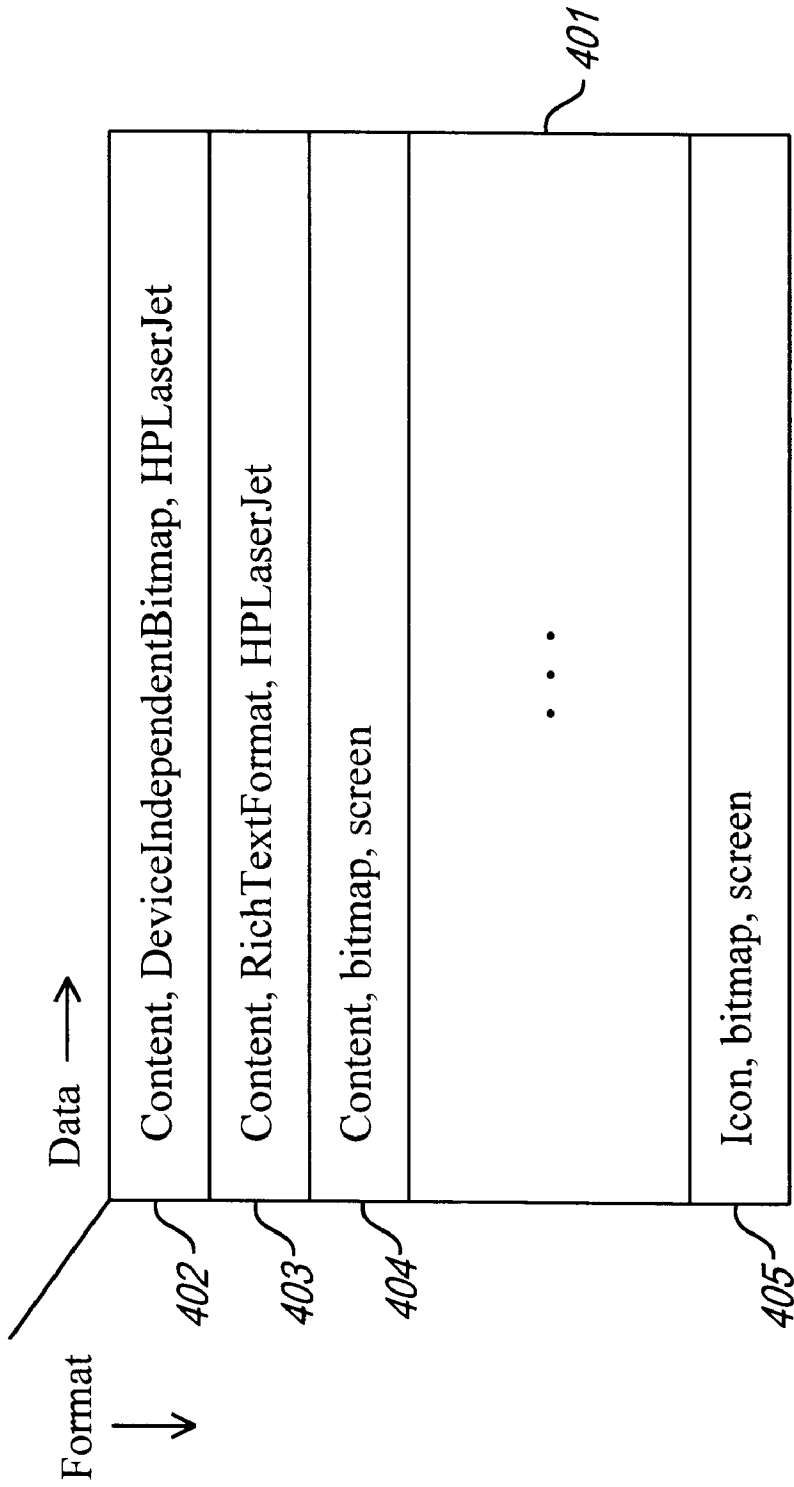 Data →
Format ↓
Content, DeviceIndependentBitmap, HPLaserJet
402
Content, RichTextFormat, HPLaserJet
403
Content, bitmap, screen
404
. . .
401
Icon, bitmap, screen
405